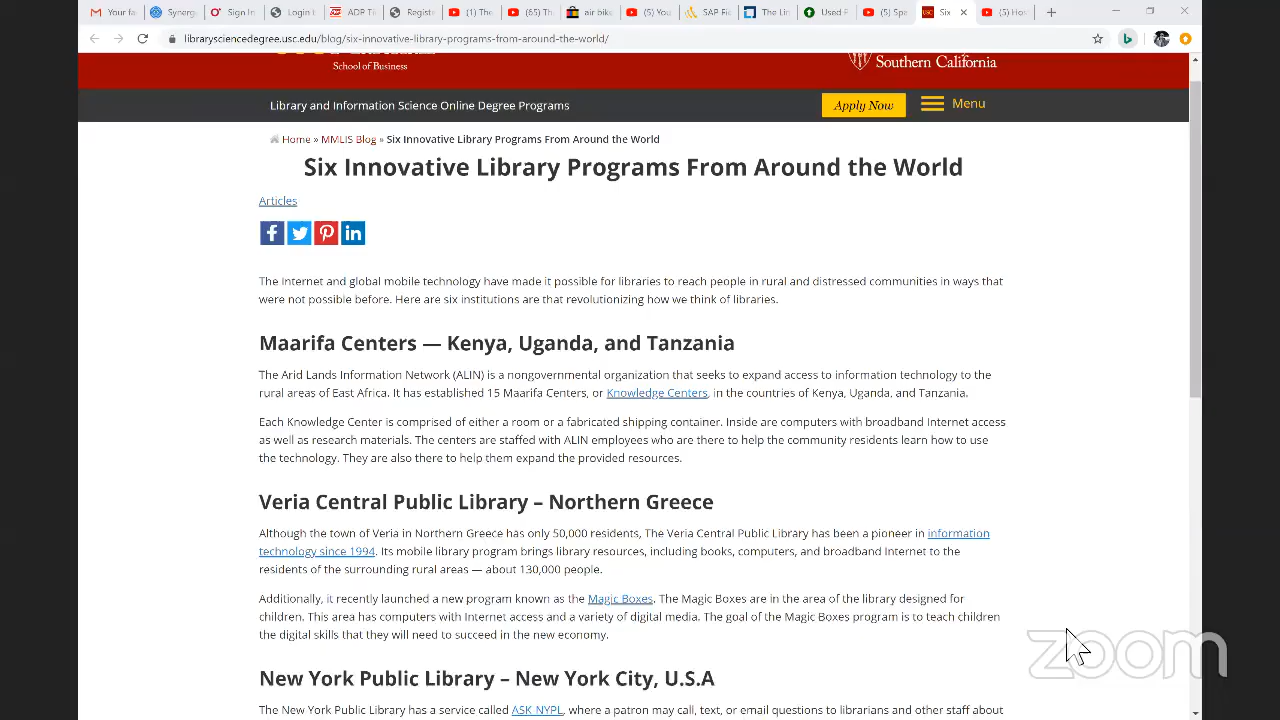 Your fa
Synerg
Sign In
Login t
ADP Ti
Registr
(1) The
(65) Th
air bike
(5) You
SAP Fi
The Lin
Used F
(5) Spe
Six
(5) Hos
librarysciencedegree.usc.edu/blog/six-innovative-library-programs-from-around-the-world/
School of Business
Southern California
Library and Information Science Online Degree Programs
Apply Now
Menu
Home » MMLIS Blog » Six Innovative Library Programs From Around the World
Six Innovative Library Programs From Around the World
Articles
The Internet and global mobile technology have made it possible for libraries to reach people in rural and distressed communities in ways that
were not possible before. Here are six institutions are that revolutionizing how we think of libraries.
Maarifa Centers — Kenya, Uganda, and Tanzania
The Arid Lands Information Network (ALIN) is a nongovernmental organization that seeks to expand access to information technology to the
rural areas of East Africa. It has established 15 Maarifa Centers, or Knowledge Centers, in the countries of Kenya, Uganda, and Tanzania.
Each Knowledge Center is comprised of either a room or a fabricated shipping container. Inside are computers with broadband Internet access
as well as research materials. The centers are staffed with ALIN employees who are there to help the community residents learn how to use
the technology. They are also there to help them expand the provided resources.
Veria Central Public Library – Northern Greece
Although the town of Veria in Northern Greece has only 50,000 residents, The Veria Central Public Library has been a pioneer in information
technology since 1994. Its mobile library program brings library resources, including books, computers, and broadband Internet to the
residents of the surrounding rural areas — about 130,000 people.
Additionally, it recently launched a new program known as the Magic Boxes. The Magic Boxes are in the area of the library designed for
children. This area has computers with Internet access and a variety of digital media. The goal of the Magic Boxes program is to teach children
the digital skills that they will need to succeed in the new economy.
zoom
New York Public Library – New York City, U.S.A
The New York Public Library has a service called ASK NYPL, where a patron may call, text, or email questions to librarians and other staff about